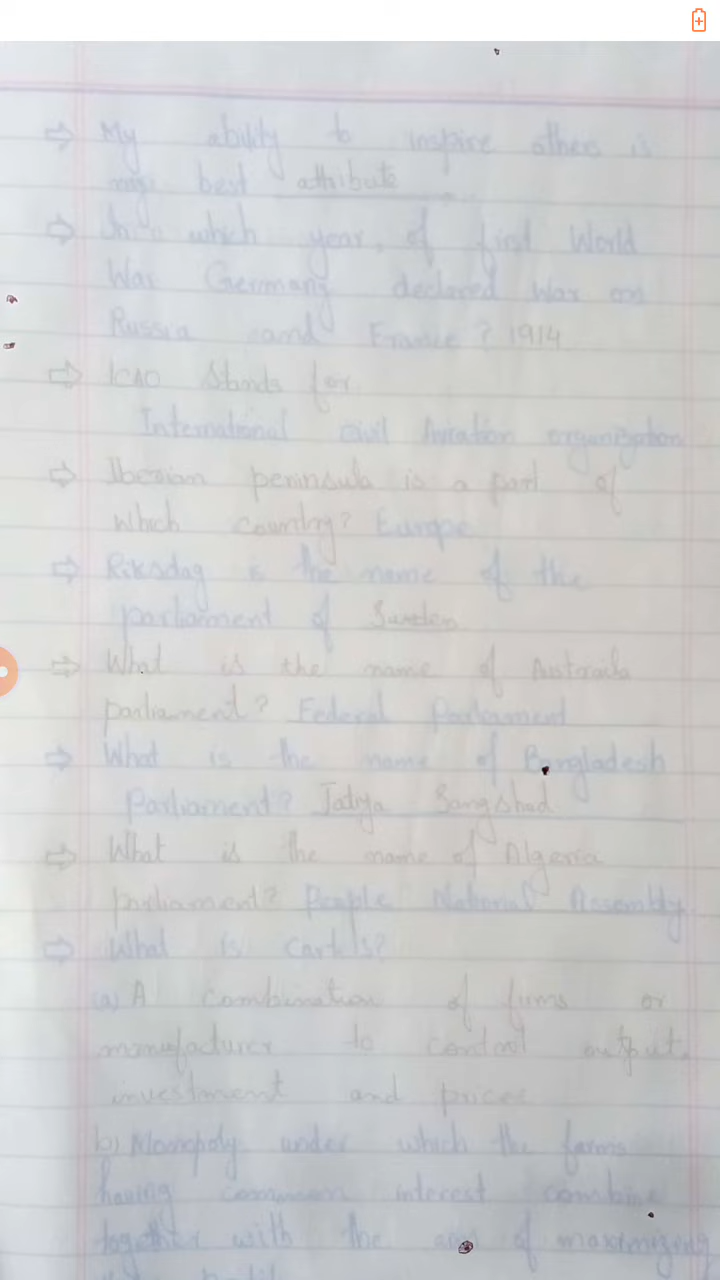 ⇒ My ability to inspire others is
my best attribute
⇒ In which year, of first World
War Germany declared war on
Russia and France? 1914
⇒ ICAO Stands for
International civil Aviation organization
⇒ Iberian peninsula is a part of
which country? Europe
⇒ Riksdag is the name of the
parliament of Sweden
⇒ What is the name of
parliament? Federal Parliament
⇒ What is the name of Bangladesh
Parliament? Jatiya Sangshad
⇒ What is the name of Algeria
parliament? People National Assembly
⇒ What is cartels?
a) A combination of firms or
manufacturer to control output,
investment and prices
b) Monopoly under which the farms
having common interest combine
together with the aim of maximizing